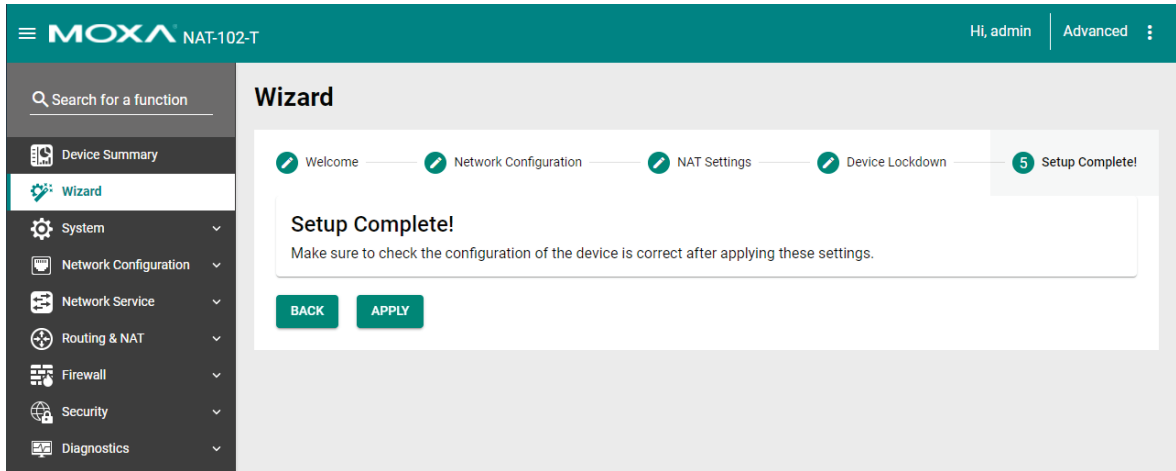 MOXA NAT-102-T
Hi, admin
Advanced
Search for a function
Device Summary
Wizard
System
Network Configuration
Network Service
Routing & NAT
Firewall
Security
Diagnostics
Wizard
Welcome
Network Configuration
NAT Settings
Device Lockdown
5 Setup Complete!
Setup Complete!
Make sure to check the configuration of the device is correct after applying these settings.
BACK
APPLY